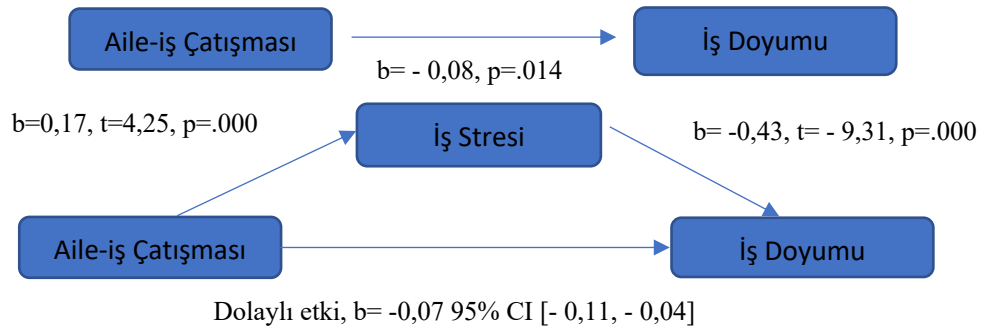 Aile-iş Çatışması
İş Doyumu
b= - 0,08, p=.014
b=0,17, t=4,25, p=.000
İş Stresi
b= -0,43, t= - 9,31, p=.000
Aile-iş Çatışması
İş Doyumu
Dolaylı etki, b= -0,07 95% CI [- 0,11, - 0,04]